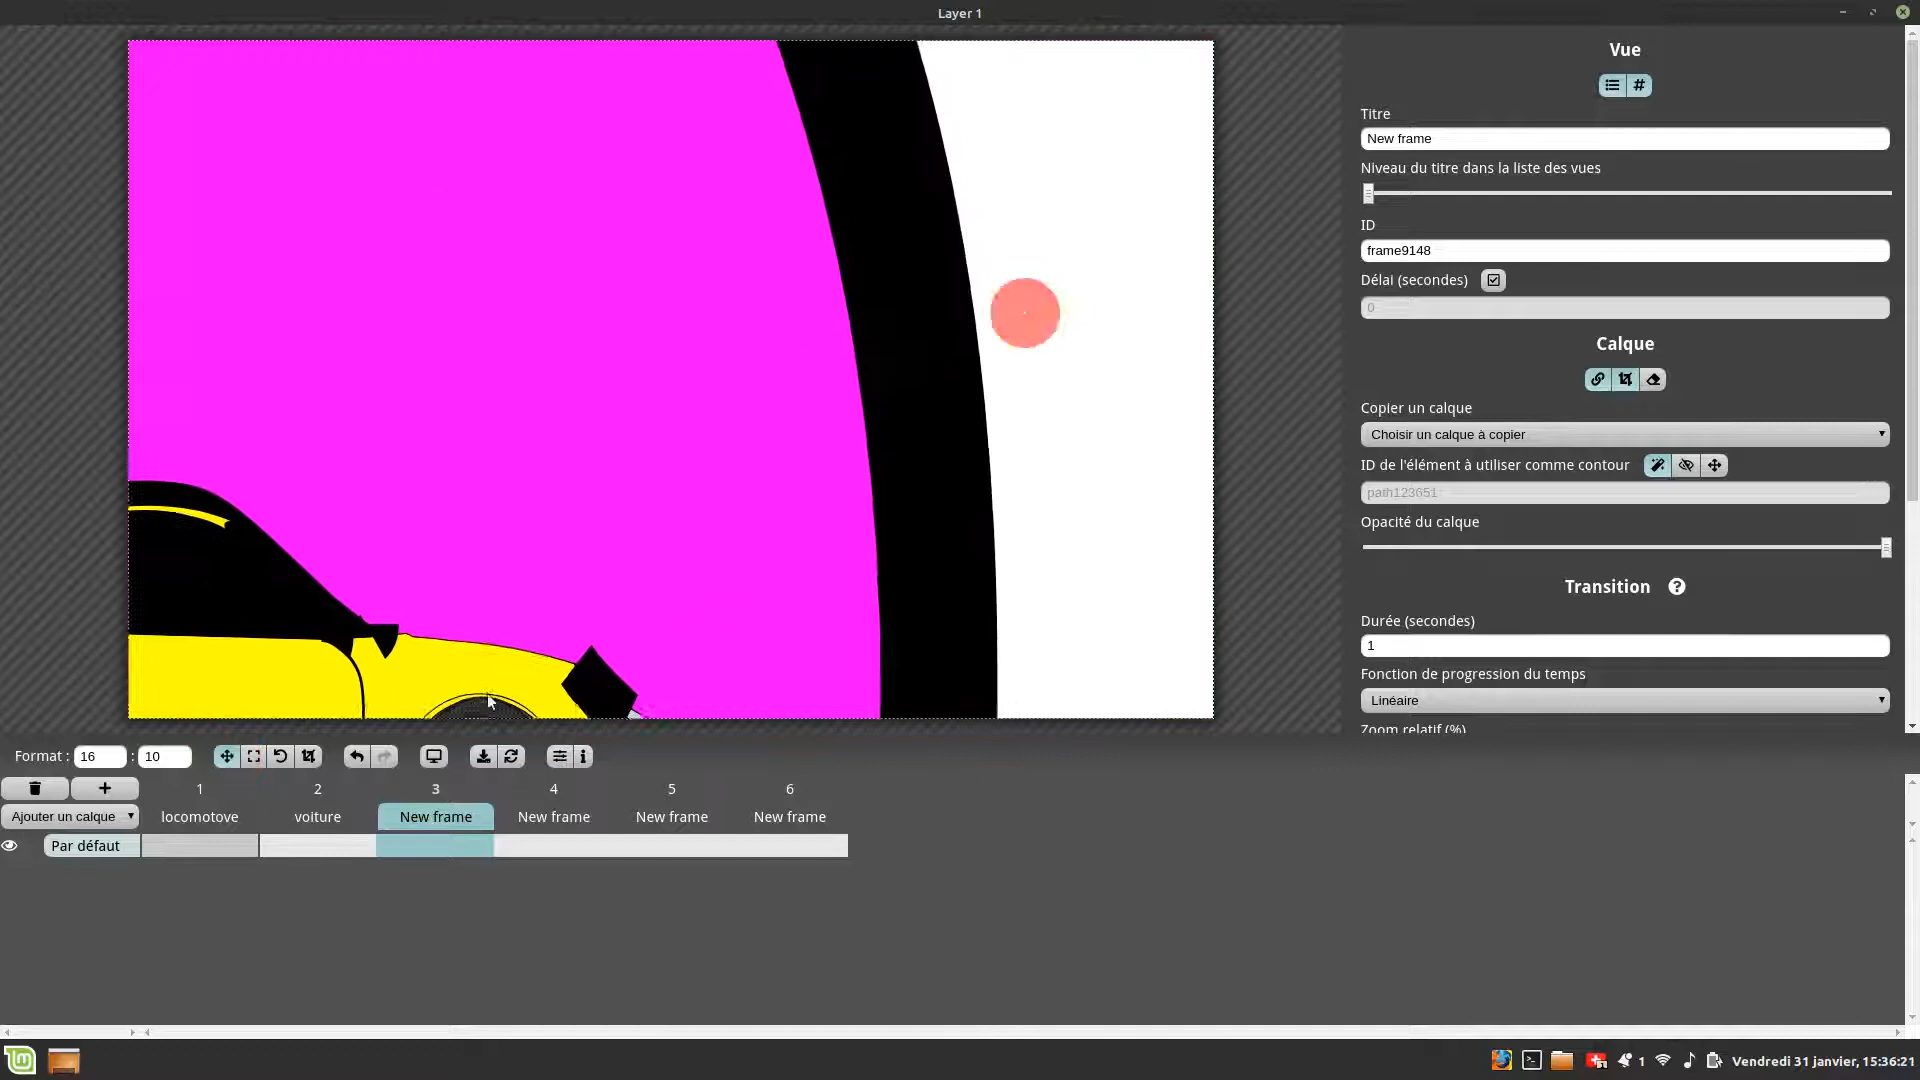 Layer 1
Vue
Titre
New frame
Niveau du titre dans la liste des vues
ID
frame9148
Délai (secondes)
0
Calque
Copier un calque
Choisir un calque à copier
ID de l'élément à utiliser comme contour
path123651
Opacité du calque
Transition
Durée (secondes)
1
Fonction de progression du temps
Linéaire
Zoom relatif (%)
Format : 16 : 10
1 2 3 4 5 6
Ajouter un calque locomotove voiture New frame New frame New frame New frame
Par défaut
1 Vendredi 31 janvier, 15:36:21